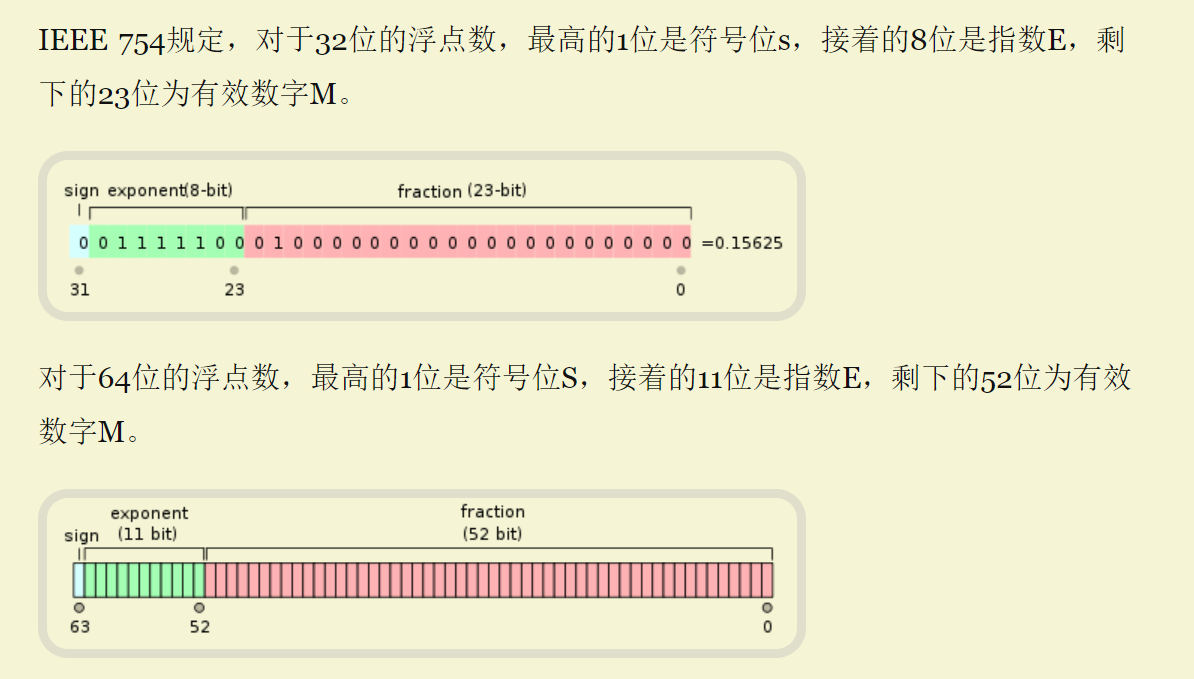 IEEE 754规定，对于32位的浮点数，最高的1位是符号位s，接着的8位是指数E，剩
下的23位为有效数字M。
sign exponent(8-bit) fraction (23-bit)
0 0 1 1 1 1 1 0 0 0 1 0 0 0 0 0 0 0 0 0 0 0 0 0 0 0 0 0 0 0 0 0 =0.15625
31 23 0
对于64位的浮点数，最高的1位是符号位S，接着的11位是指数E，剩下的52位为有效
数字M。
exponent fraction
sign (11 bit) (52 bit)
63 52 0